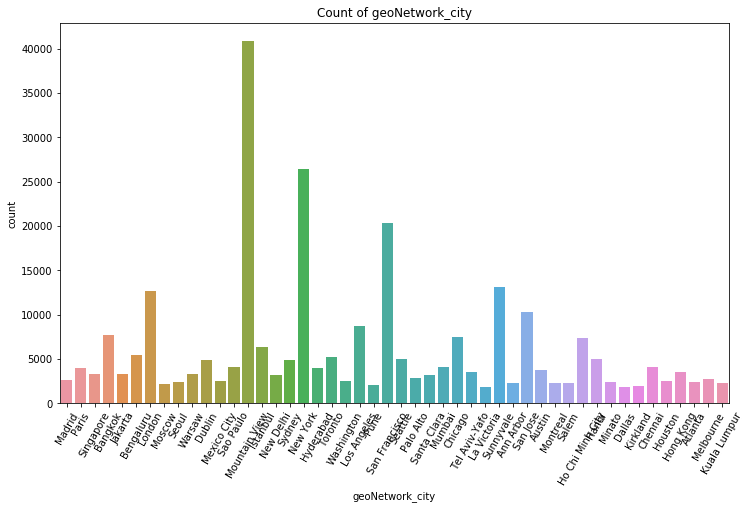 Count of geoNetwork_city
40000
35000
30000
25000
20000
15000
10000
5000
0
count
Madrid
Paris
Singapore
Bangkok
Jakarta
Bengaluru
London
Moscow
Seoul
Warsaw
Dublin
Mexico City
Sao Paulo
Mountain View
Istanbul
New Delhi
Sydney
New York
Hyderabad
Toronto
Washington
Los Angeles
Pune
San Francisco
Seattle
Palo Alto
Santa Clara
Mumbai
Chicago
Tel Aviv-Yafo
La Victoria
Sunnyvale
Ann Arbor
San Jose
Austin
Montreal
Salem
Ho Chi Minh City
Hanoi
Minato
Dallas
Kirkland
Chennai
Houston
Hong Kong
Atlanta
Melbourne
Kuala Lumpur
geoNetwork_city